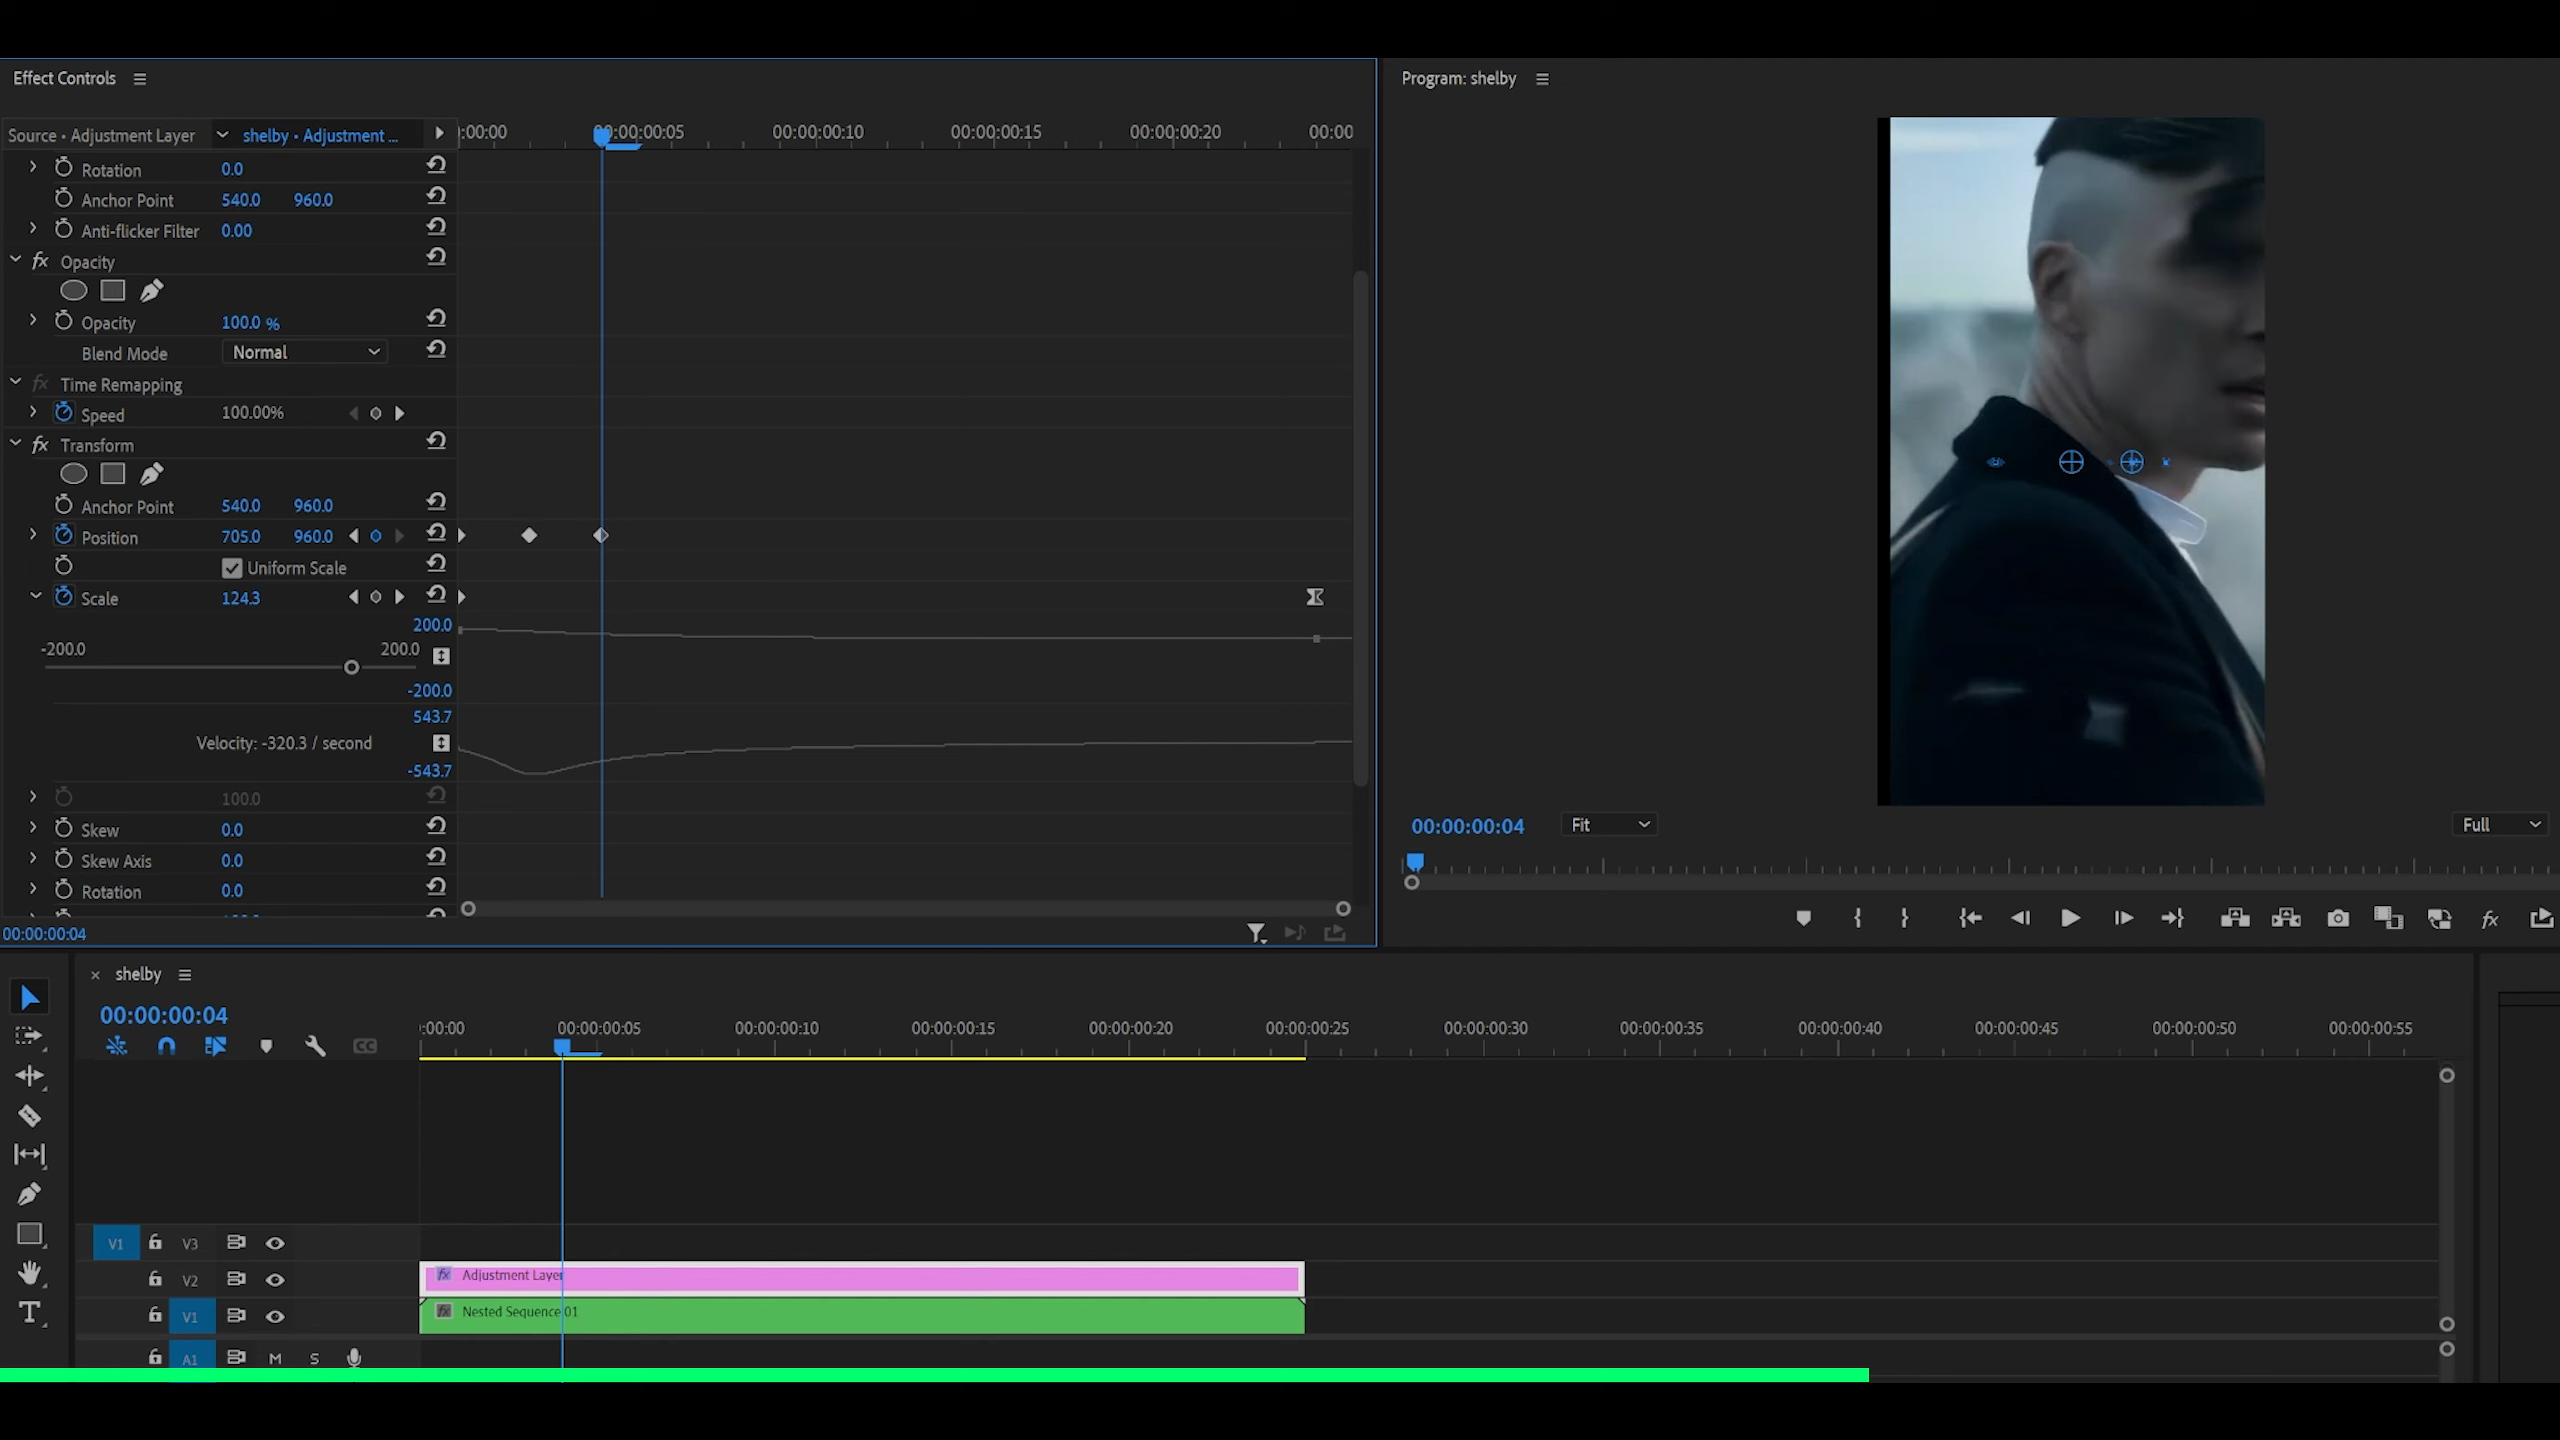 Effect Controls
Source • Adjustment Layer shelby • Adjustment ...
:00:00 00:00:00:05 00:00:00:10 00:00:00:15 00:00:00:20 00:00
Rotation 0.0
Anchor Point 540.0 960.0
Anti-flicker Filter 0.00
fx Opacity
Opacity 100.0 %
Blend Mode Normal
fx Time Remapping
Speed 100.00%
fx Transform
Anchor Point 540.0 960.0
Position 705.0 960.0
Uniform Scale
Scale 124.3
200.0
-200.0 200.0
-200.0
543.7
Velocity: -320.3 / second
-543.7
100.0
Skew 0.0
Skew Axis 0.0
Rotation 0.0
00:00:00:04
Program: shelby
00:00:00:04 Fit Full
fx
× shelby
00:00:00:04
:00:00 00:00:00:05 00:00:00:10 00:00:00:15 00:00:00:20 00:00:00:25 00:00:00:30 00:00:00:35 00:00:00:40 00:00:00:45 00:00:00:50 00:00:00:55
CC
V1 V3
V2 fx Adjustment Layer
V1 fx Nested Sequence 01
A1 M S
T